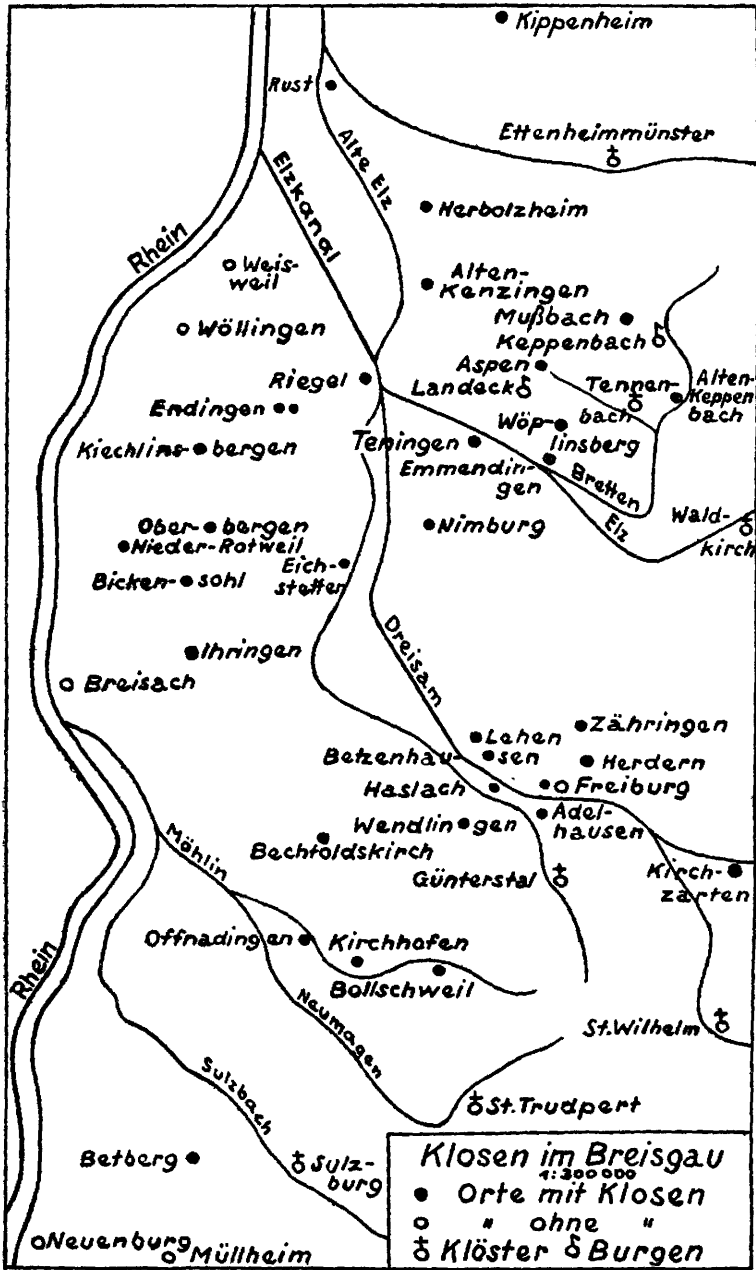 Kippenheim
Rust
Ettenheimmünster
Alte Elz
Elzkanal
Herbolzheim
Rhein
Weis-
weil
Alten-
Kenzingen
Wöllingen
Mußbach
Keppenbach
Aspen
Riegel
Landeck
Tennen-
bach
Alten-
Keppen
bach
Endingen
Wöp-
linsberg
Kiechlins-bergen
Teningen
Emmendin-
gen
Bretten
Elz
Wald-
kirch
Ober-bergen
Nimburg
Nieder-Rotweil
Eich-
stetten
Bicken-sohl
Dreisam
Ihringen
Breisach
Zähringen
Lehen
Betzenhau-sen
Herdern
Haslach
Freiburg
Wendlingen
Adel-
hausen
Möhlin
Bechtoldskirch
Günterstal
Kirch-
zarten
Offnadingen
Kirchhofen
Bollschweil
Rhein
Neumagen
St. Wilhelm
Sulzbach
St. Trudpert
Betberg
Sulz-
burg
Neuenburg
Müllheim
Klosen im Breisgau
1:300000
Orte mit Klosen
" ohne "
Klöster Burgen